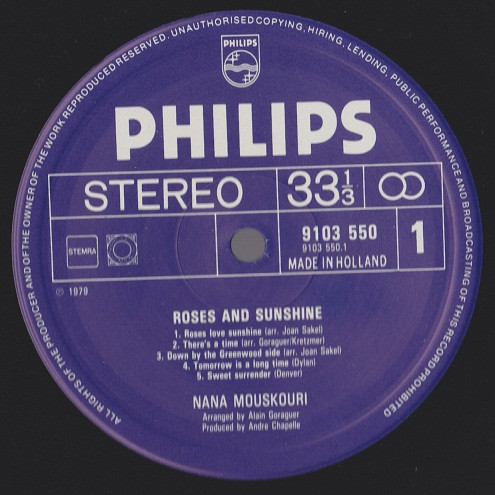 ALL RIGHTS OF THE PRODUCER AND OF THE OWNER OF THE WORK REPRODUCED RESERVED. UNAUTHORISED COPYING, HIRING, LENDING, PUBLIC PERFORMANCE AND BROADCASTING OF THIS RECORD PROHIBITED
PHILIPS
PHILIPS
STEREO 33 1/3
9103 550 1
9103 550.1
MADE IN HOLLAND
STEMRA
℗ 1979
ROSES AND SUNSHINE
1. Roses love sunshine (arr. Joan Sakel)
2. There's a time (arr. Goraguer/Kretzmer)
3. Down by the Greenwood side (arr. Joan Sakel)
4. Tomorrow is a long time (Dylan)
5. Sweet surrender (Denver)
NANA MOUSKOURI
Arranged by Alain Goraguer
Produced by Andre Chapelle